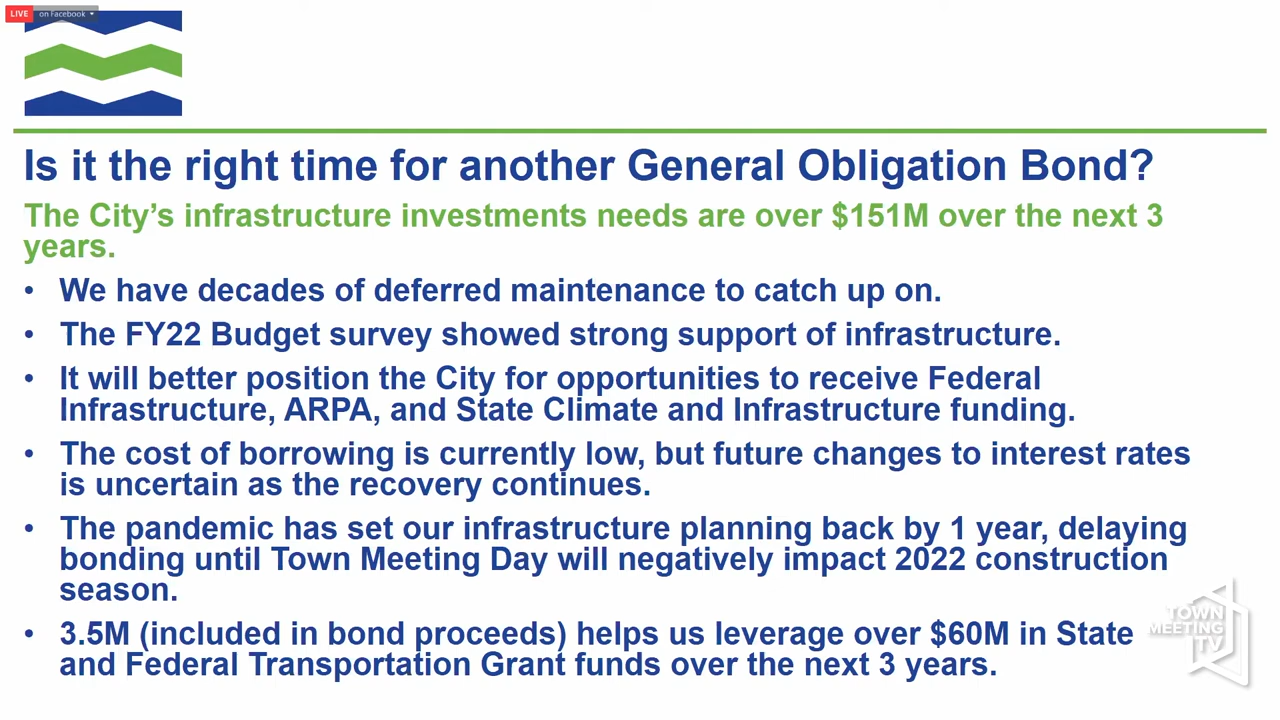 LIVE on Facebook
Is it the right time for another General Obligation Bond?
The City's infrastructure investments needs are over $151M over the next 3
years.
• We have decades of deferred maintenance to catch up on.
• The FY22 Budget survey showed strong support of infrastructure.
• It will better position the City for opportunities to receive Federal
Infrastructure, ARPA, and State Climate and Infrastructure funding.
• The cost of borrowing is currently low, but future changes to interest rates
is uncertain as the recovery continues.
• The pandemic has set our infrastructure planning back by 1 year, delaying
bonding until Town Meeting Day will negatively impact 2022 construction
season.
• 3.5M (included in bond proceeds) helps us leverage over $60M in State
and Federal Transportation Grant funds over the next 3 years.
TOWN
MEETING
TV